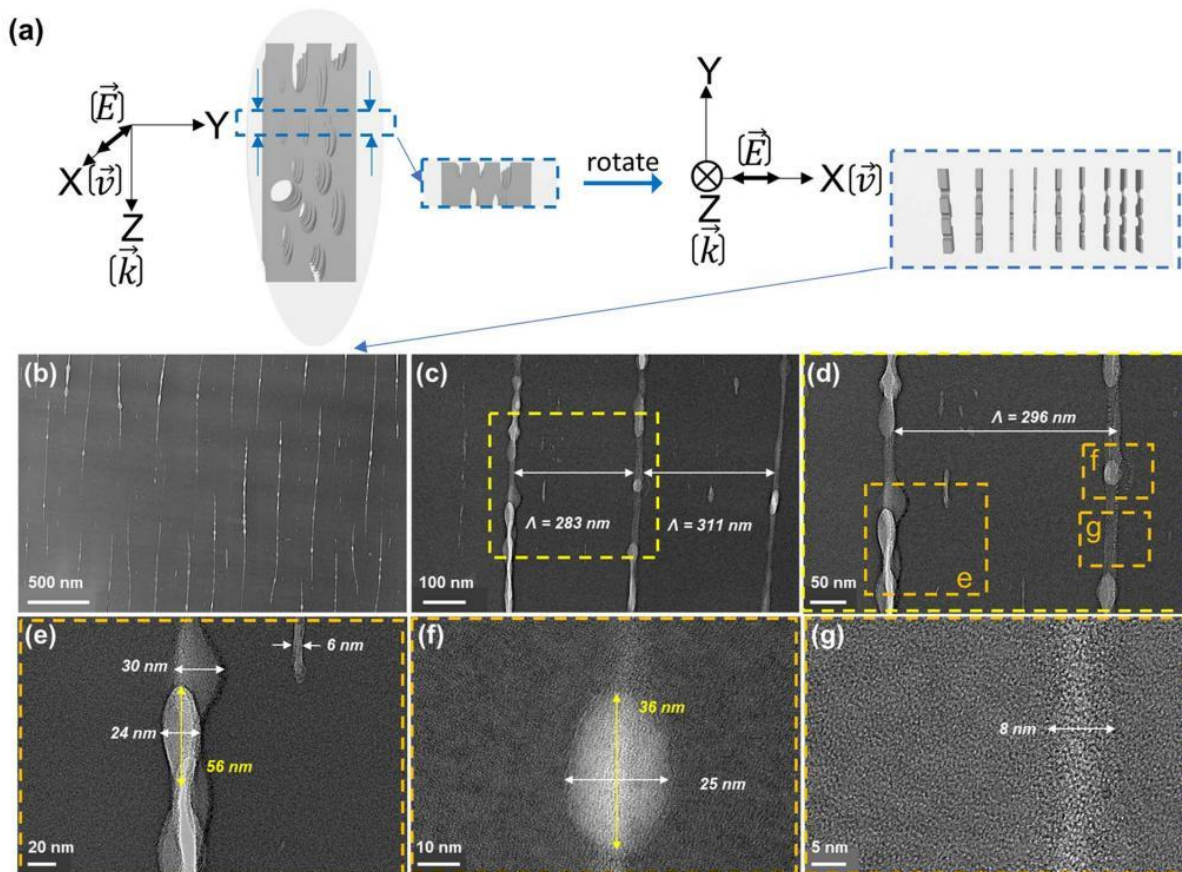 (a)
(E⃗)
Y
X(v⃗)
Z
(k⃗)
rotate
Y
(E⃗)
X(v⃗)
Z
(k⃗)
(b)
500 nm
(c)
Λ = 283 nm
Λ = 311 nm
100 nm
(d)
Λ = 296 nm
f
g
e
50 nm
(e)
6 nm
30 nm
24 nm
56 nm
20 nm
(f)
36 nm
25 nm
10 nm
(g)
8 nm
5 nm